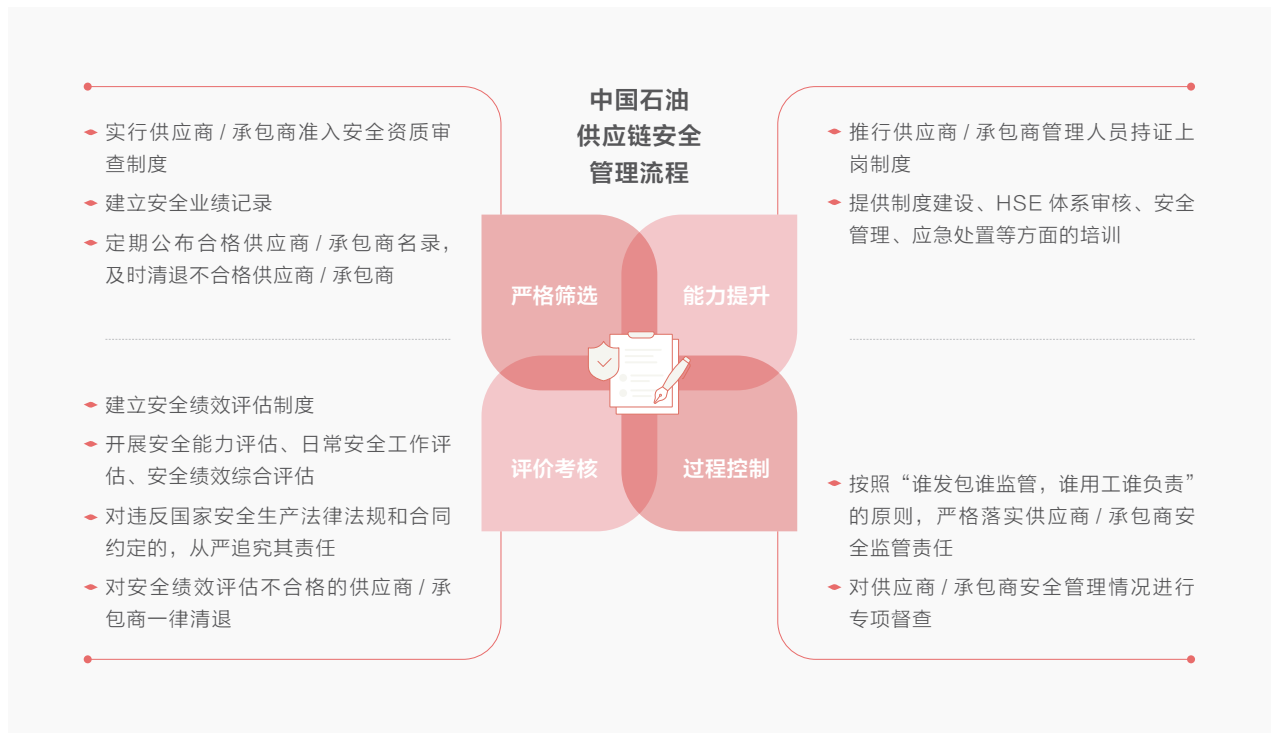 中国石油
供应链安全
管理流程
实行供应商 / 承包商准入安全资质审
查制度
建立安全业绩记录
定期公布合格供应商 / 承包商名录，
及时清退不合格供应商 / 承包商
推行供应商 / 承包商管理人员持证上
岗制度
提供制度建设、HSE 体系审核、安全
管理、应急处置等方面的培训
严格筛选
能力提升
评价考核
过程控制
建立安全绩效评估制度
开展安全能力评估、日常安全工作评
估、安全绩效综合评估
对违反国家安全生产法律法规和合同
约定的，从严追究其责任
对安全绩效评估不合格的供应商 / 承
包商一律清退
按照“谁发包谁监管，谁用工谁负责”
的原则，严格落实供应商 / 承包商安
全监管责任
对供应商 / 承包商安全管理情况进行
专项督查